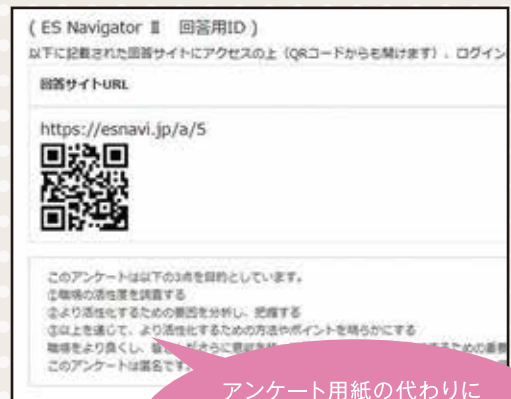 ( ES Navigator Ⅱ 回答用ID )
以下に記載された回答サイトにアクセスの上（QRコードからも開けます）、ログイン
回答サイトURL
https://esnavi.jp/a/5
このアンケートは以下の3点を目的としています。
①職場の活性度を調査する
②より活性化するための要因を分析し、把握する
③以上を通じて、より活性化するための方法やポイントを明らかにする
職場をより良くし、
このアンケートは匿名です
アンケート用紙の代わりに